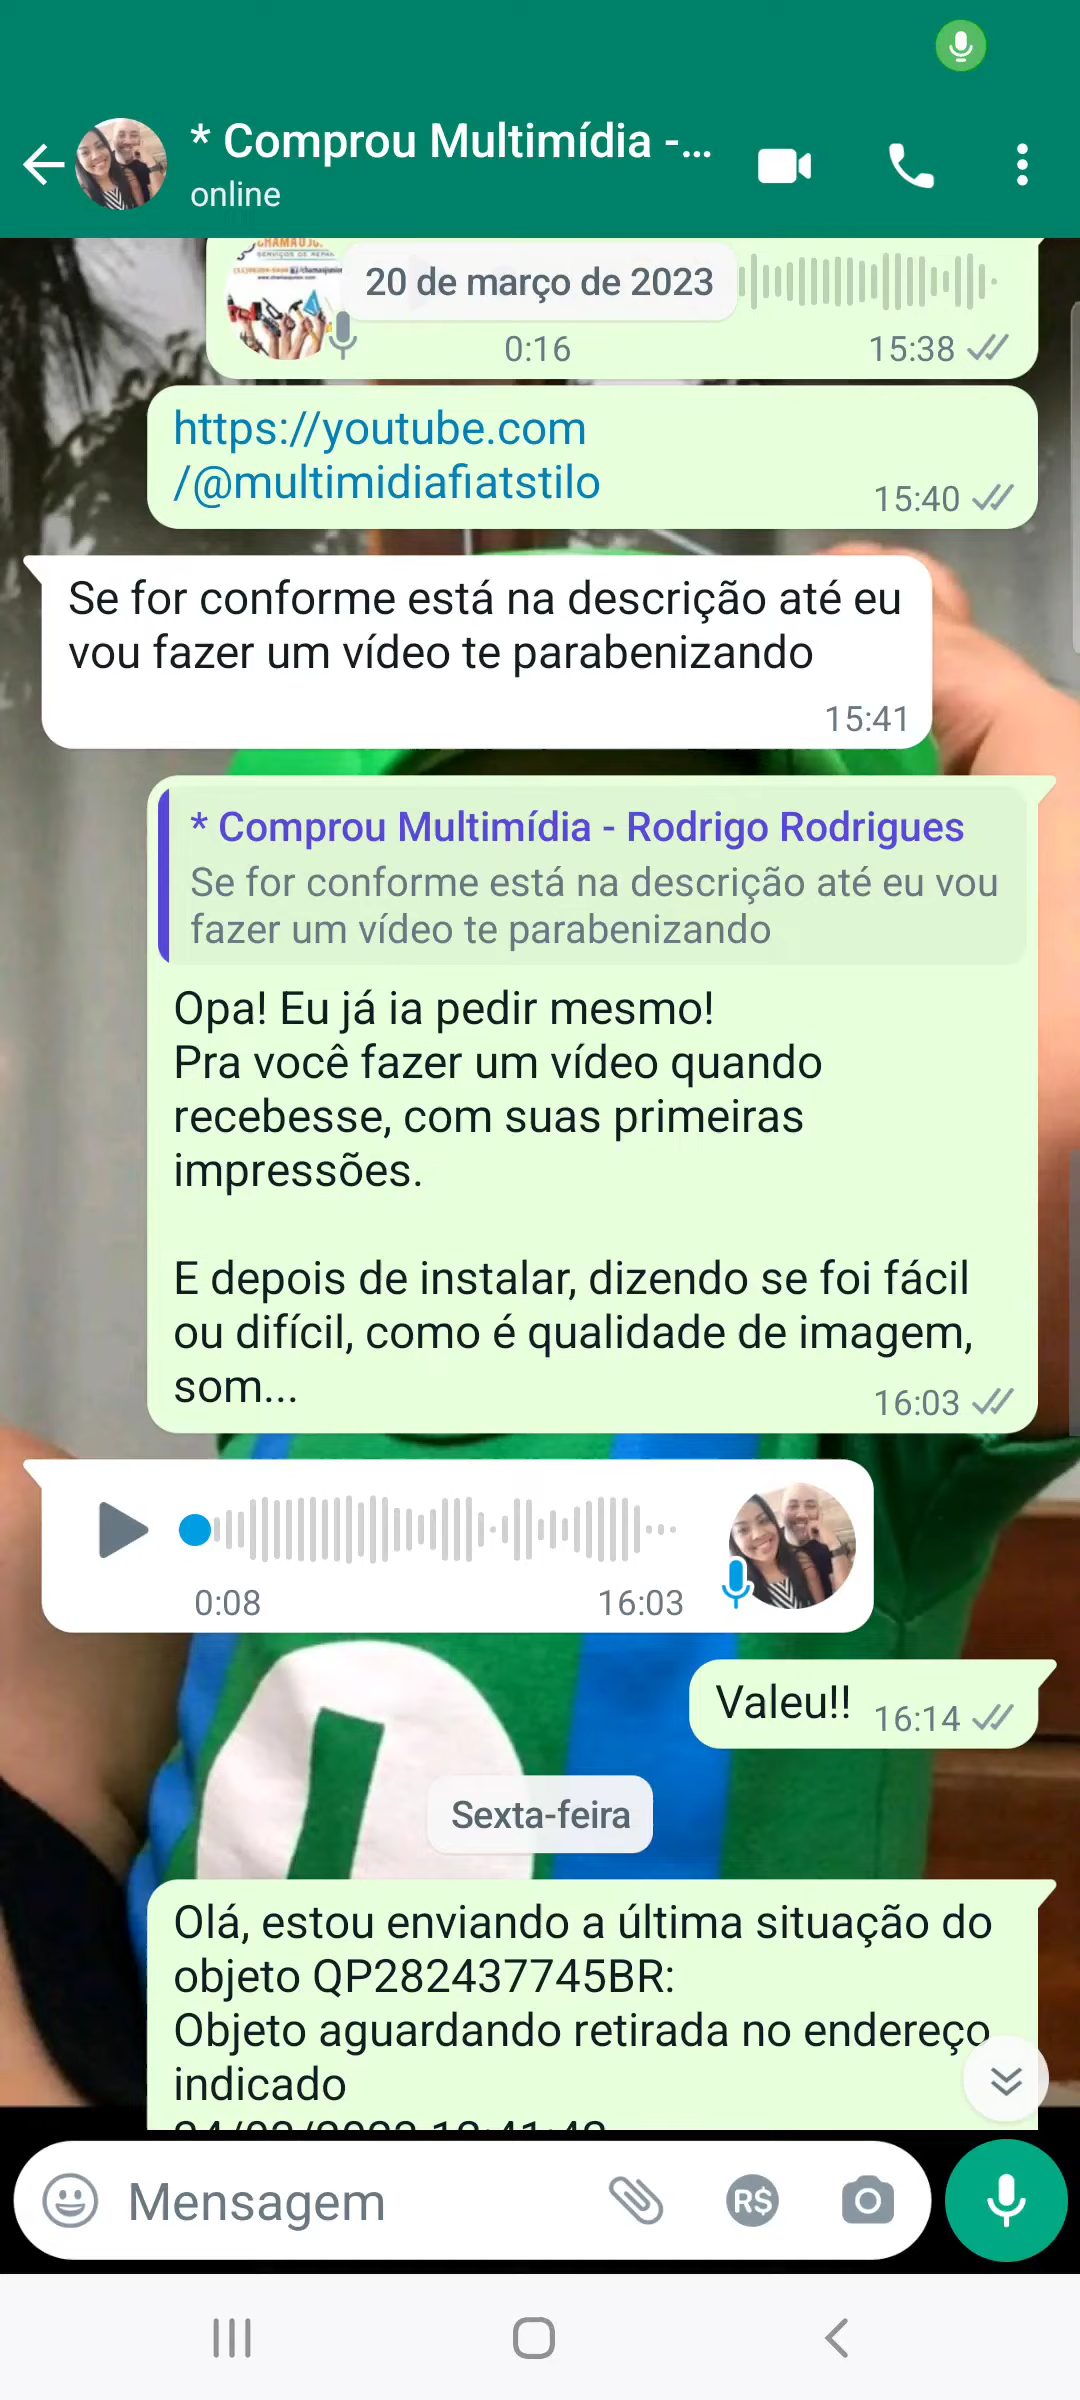 * Comprou Multimídia -...
online
SERVIÇOS DE REPAR
20 de março de 2023
0:16
15:38
https://youtube.com
/@multimidiafiatstilo
15:40
Se for conforme está na descrição até eu
vou fazer um vídeo te parabenizando
15:41
* Comprou Multimídia - Rodrigo Rodrigues
Se for conforme está na descrição até eu vou
fazer um vídeo te parabenizando
Opa! Eu já ia pedir mesmo!
Pra você fazer um vídeo quando
recebesse, com suas primeiras
impressões.
E depois de instalar, dizendo se foi fácil
ou difícil, como é qualidade de imagem,
som...
16:03
0:08
16:03
Valeu!!
16:14
Sexta-feira
Olá, estou enviando a última situação do
objeto QP282437745BR:
Objeto aguardando retirada no endereço
indicado
Mensagem
R$